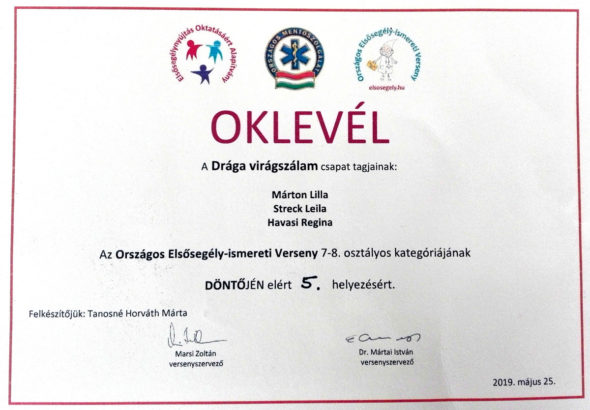 Elsősegélynyújtás Oktatásáért Alapítvány
ORSZÁGOS MENTŐSZOLGÁLAT
Országos Elsősegély-ismereti Verseny
elsosegely.hu
OKLEVÉL
A Drága virágszálam csapat tagjainak:
Márton Lilla
Streck Leila
Havasi Regina
Az Országos Elsősegély-ismereti Verseny 7-8. osztályos kategóriájának
DÖNTŐJÉN elért 5. helyezésért.
Felkészítőjük: Tanosné Horváth Márta
Marsi Zoltán
versenyszervező
Dr. Mártai István
versenyszervező
2019. május 25.